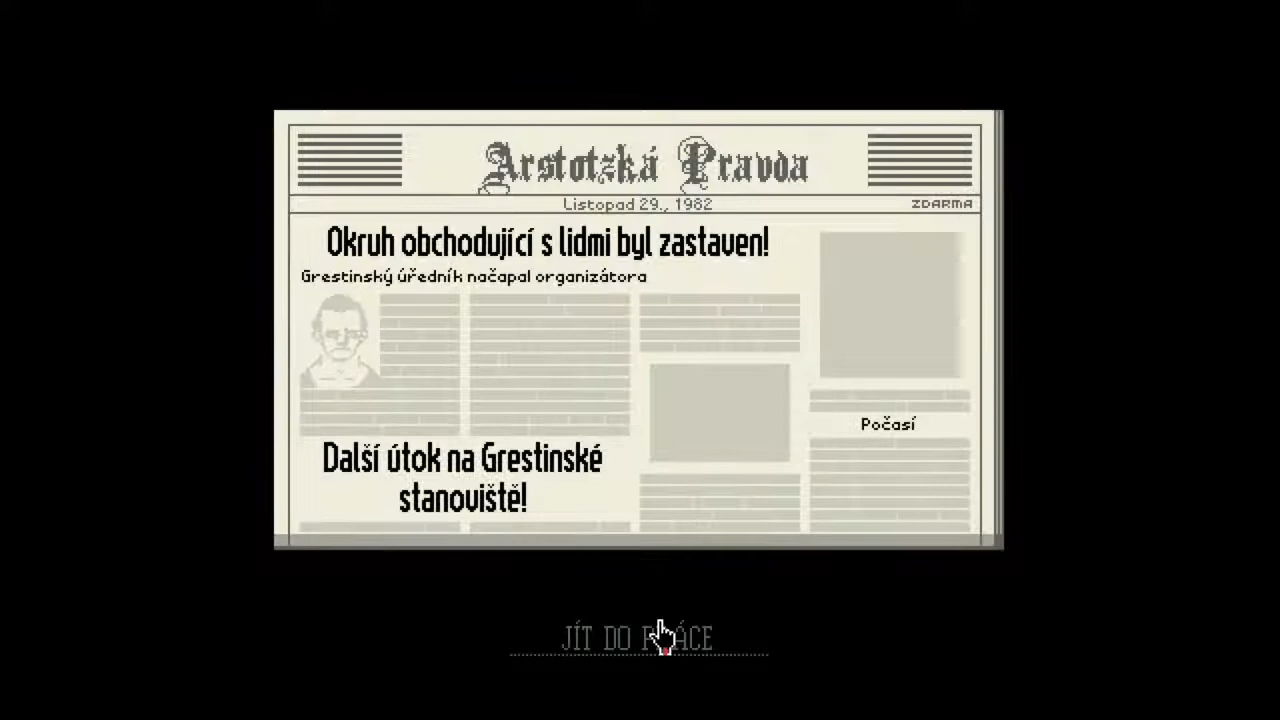 Arstotzká Pravda
Listopad 29., 1982
ZDARMA
Okruh obchodující s lidmi byl zastaven!
Grestinský úředník načapal organizátora
Počasí
Další útok na Grestinské
stanoviště!
JÍT DO PRÁCE